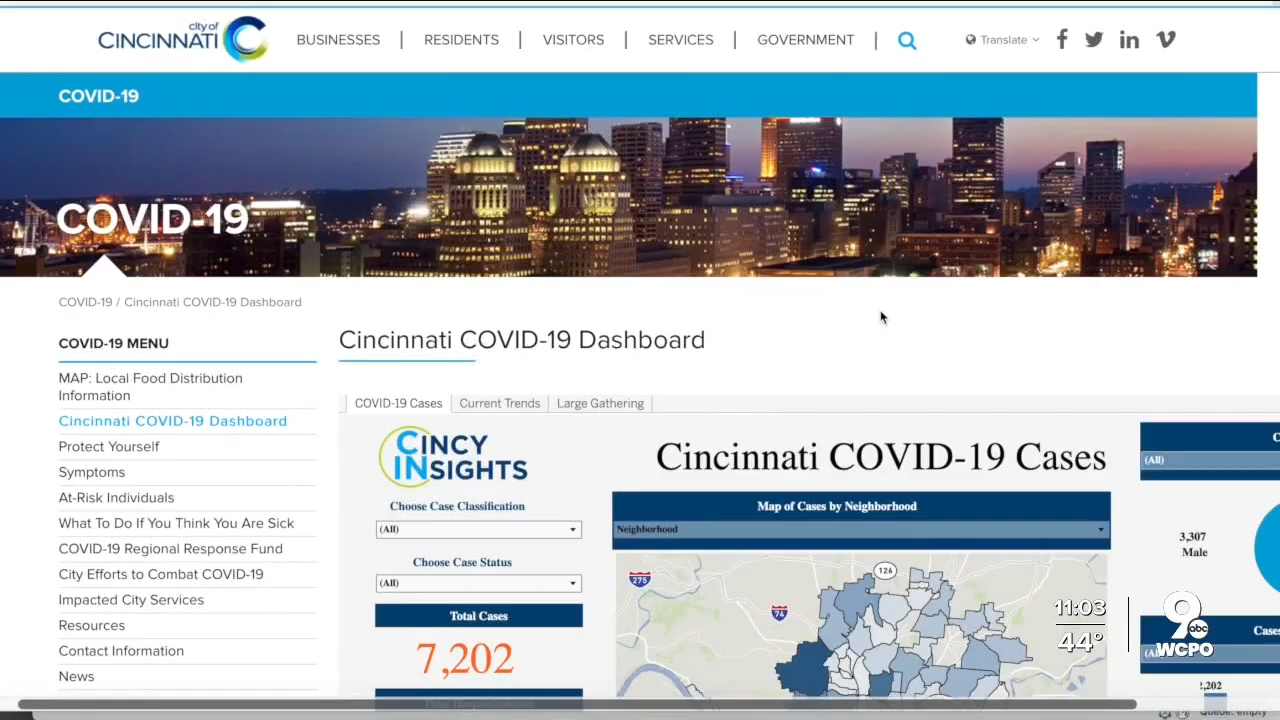 city of
CINCINNATI
BUSINESSES | RESIDENTS | VISITORS | SERVICES | GOVERNMENT |
Translate
COVID-19
COVID-19
COVID-19 / Cincinnati COVID-19 Dashboard
COVID-19 MENU
MAP: Local Food Distribution
Information
Cincinnati COVID-19 Dashboard
Protect Yourself
Symptoms
At-Risk Individuals
What To Do If You Think You Are Sick
COVID-19 Regional Response Fund
City Efforts to Combat COVID-19
Impacted City Services
Resources
Contact Information
News
Cincinnati COVID-19 Dashboard
COVID-19 Cases
Current Trends
Large Gathering
CINCY
INSIGHTS
Choose Case Classification
(All)
Choose Case Status
(All)
Total Cases
7,202
Cincinnati COVID-19 Cases
Map of Cases by Neighborhood
Neighborhood
275
74
126
(All)
3,307
Male
Cases
11:03
44°
9
abc
WCPO
Queue: empty